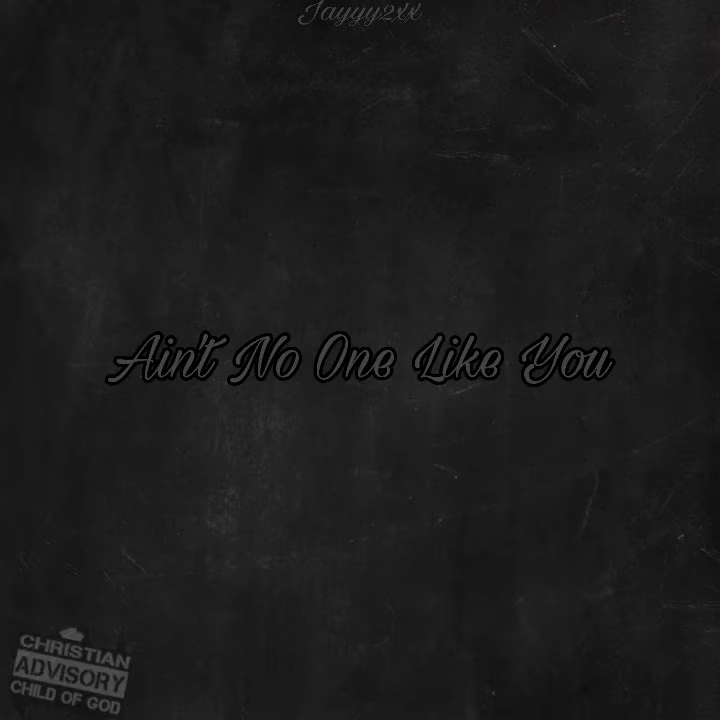 Jayyy2xx
Ain't No One Like You
CHRISTIAN
ADVISORY
CHILD OF GOD